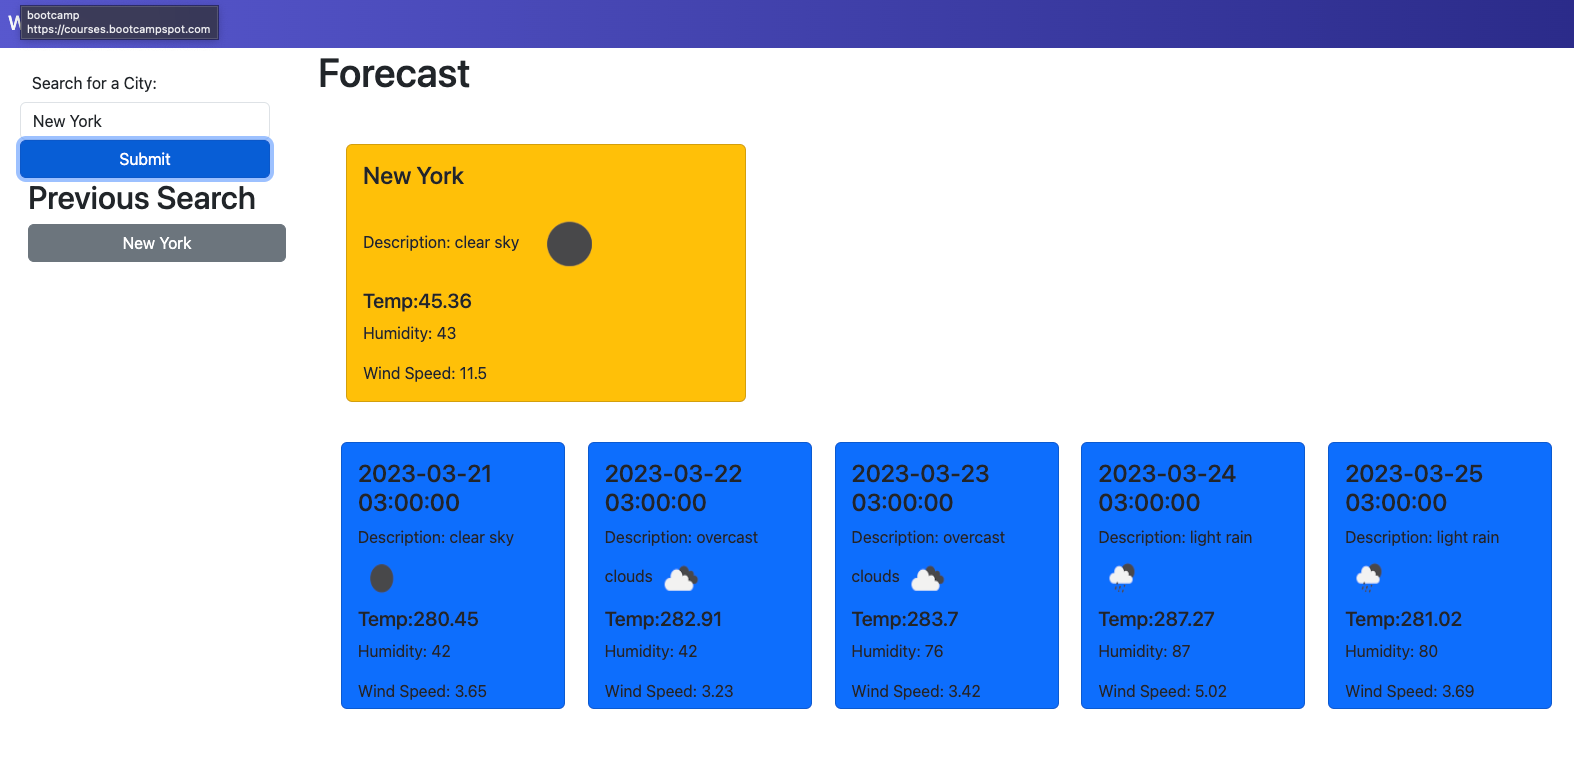 bootcamp
https://courses.bootcampspot.com
Search for a City:
New York
Submit
Previous Search
New York
Forecast
New York
Description: clear sky
Temp:45.36
Humidity: 43
Wind Speed: 11.5
2023-03-21
03:00:00
Description: clear sky
Temp:280.45
Humidity: 42
Wind Speed: 3.65
2023-03-22
03:00:00
Description: overcast
clouds
Temp:282.91
Humidity: 42
Wind Speed: 3.23
2023-03-23
03:00:00
Description: overcast
clouds
Temp:283.7
Humidity: 76
Wind Speed: 3.42
2023-03-24
03:00:00
Description: light rain
Temp:287.27
Humidity: 87
Wind Speed: 5.02
2023-03-25
03:00:00
Description: light rain
Temp:281.02
Humidity: 80
Wind Speed: 3.69